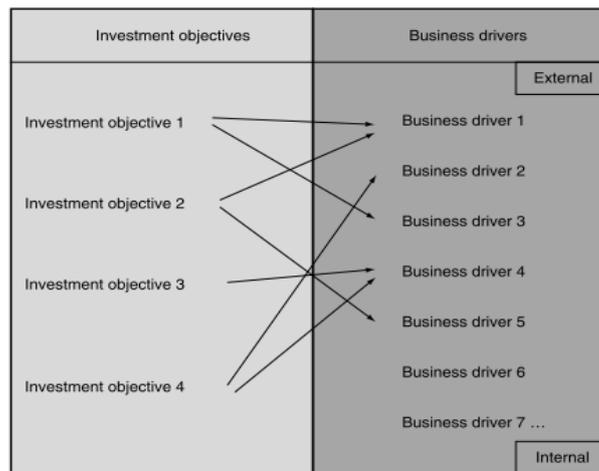 Investment objectives
Business drivers
External
Investment objective 1
Business driver 1
Business driver 2
Investment objective 2
Business driver 3
Investment objective 3
Business driver 4
Business driver 5
Business driver 6
Investment objective 4
Business driver 7 ...
Internal